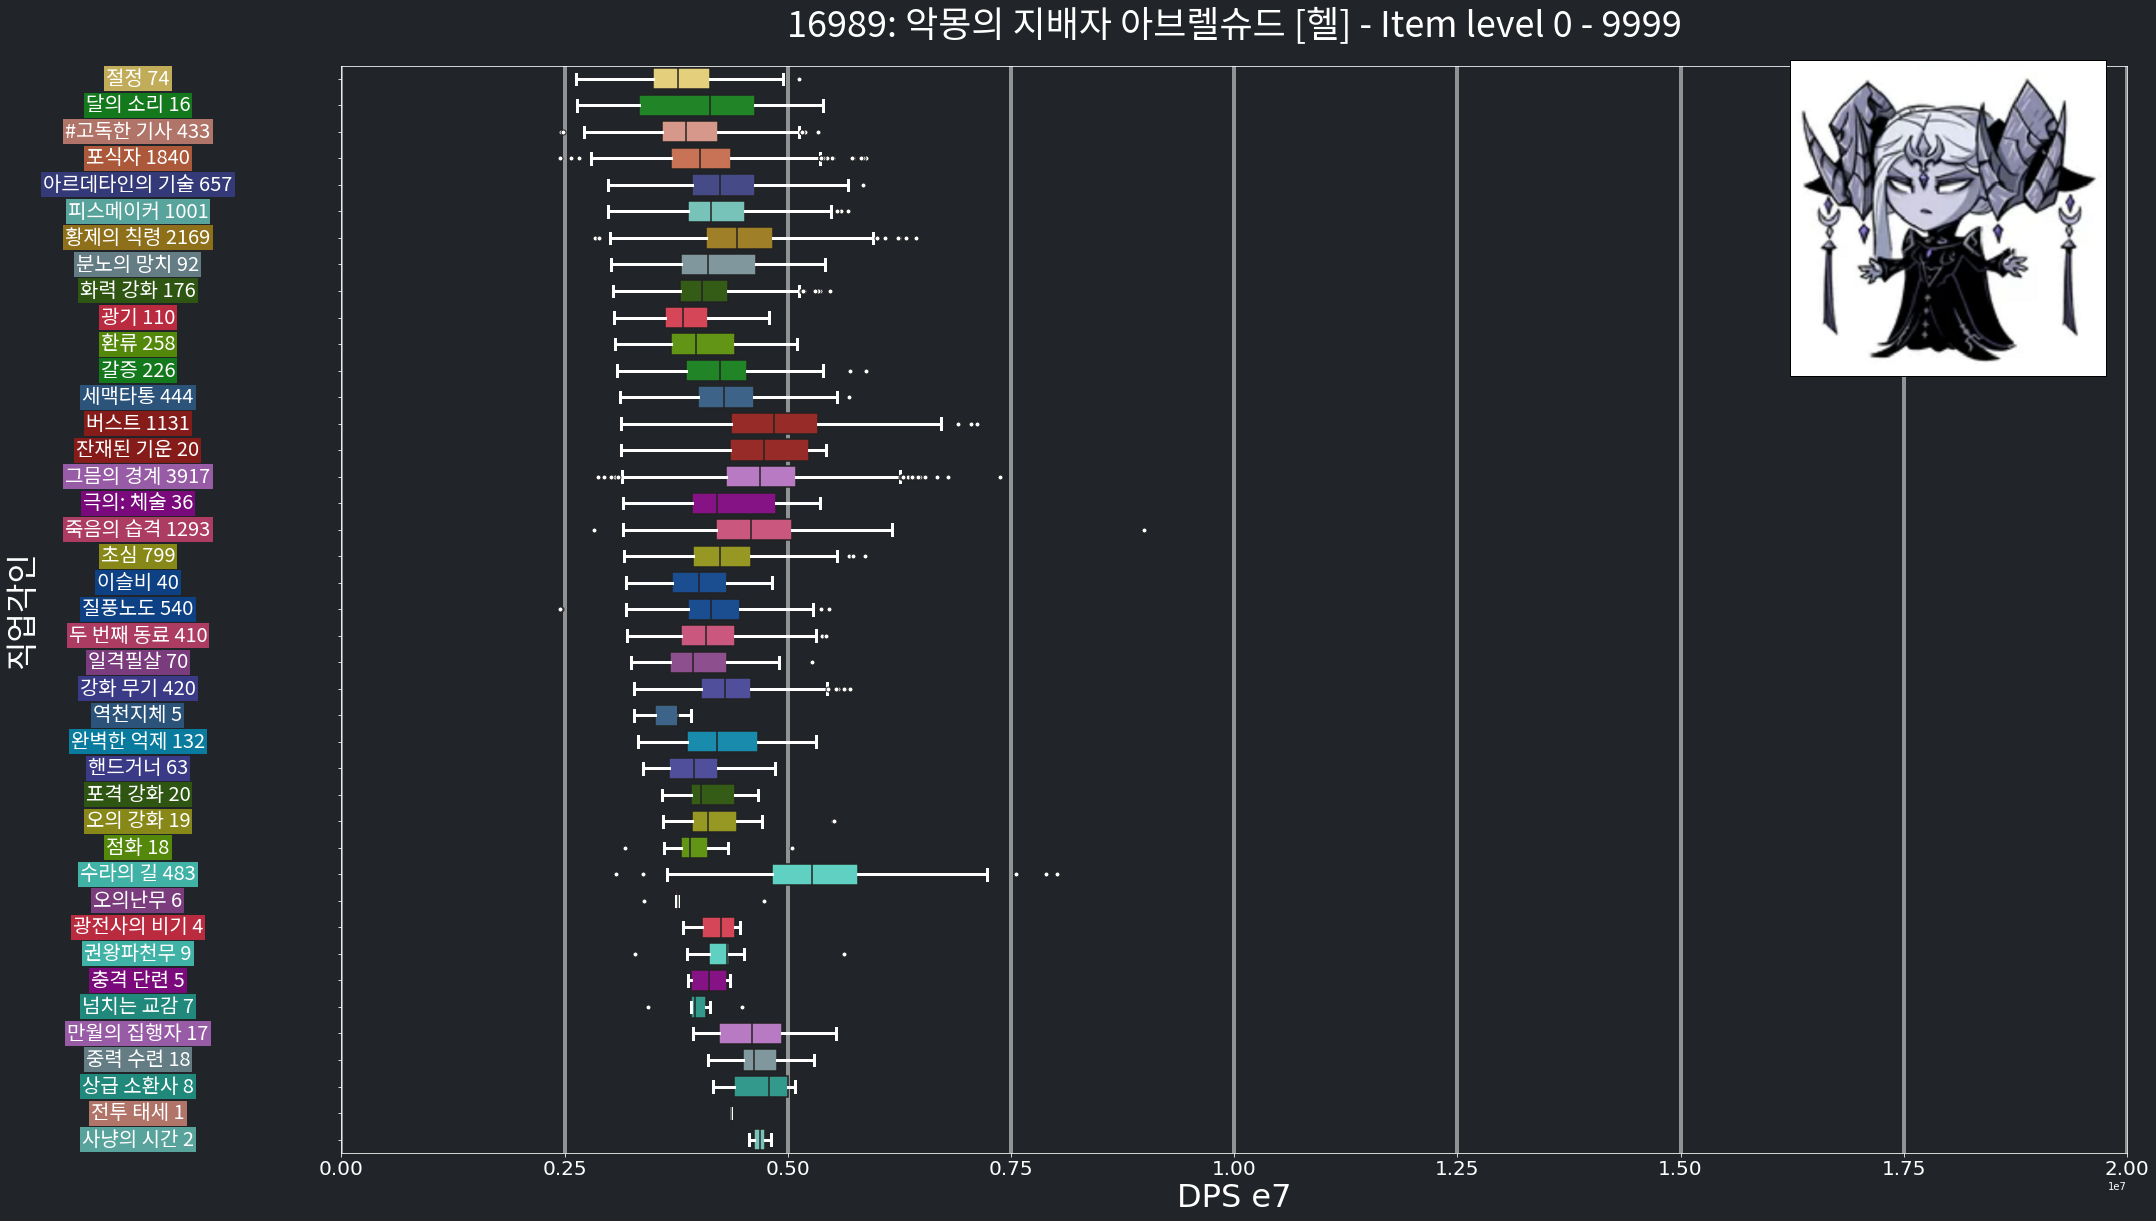 16989: 악몽의 지배자 아브렐슈드 [헬] - Item level 0 - 9999
절정 74
달의 소리 16
#고독한 기사 433
포식자 1840
아르데타인의 기술 657
피스메이커 1001
황제의 칙령 2169
분노의 망치 92
화력 강화 176
광기 110
환류 258
갈증 226
세맥타통 444
버스트 1131
잔재된 기운 20
그믐의 경계 3917
극의: 체술 36
죽음의 습격 1293
초심 799
이슬비 40
질풍노도 540
두 번째 동료 410
일격필살 70
강화 무기 420
역천지체 5
완벽한 억제 132
핸드거너 63
포격 강화 20
오의 강화 19
점화 18
수라의 길 483
오의난무 6
광전사의 비기 4
권왕파천무 9
충격 단련 5
넘치는 교감 7
만월의 집행자 17
중력 수련 18
상급 소환사 8
전투 태세 1
사냥의 시간 2
직업각인
0.00 0.25 0.50 0.75 1.00 1.25 1.50 1.75 2.00
1e7
DPS e7